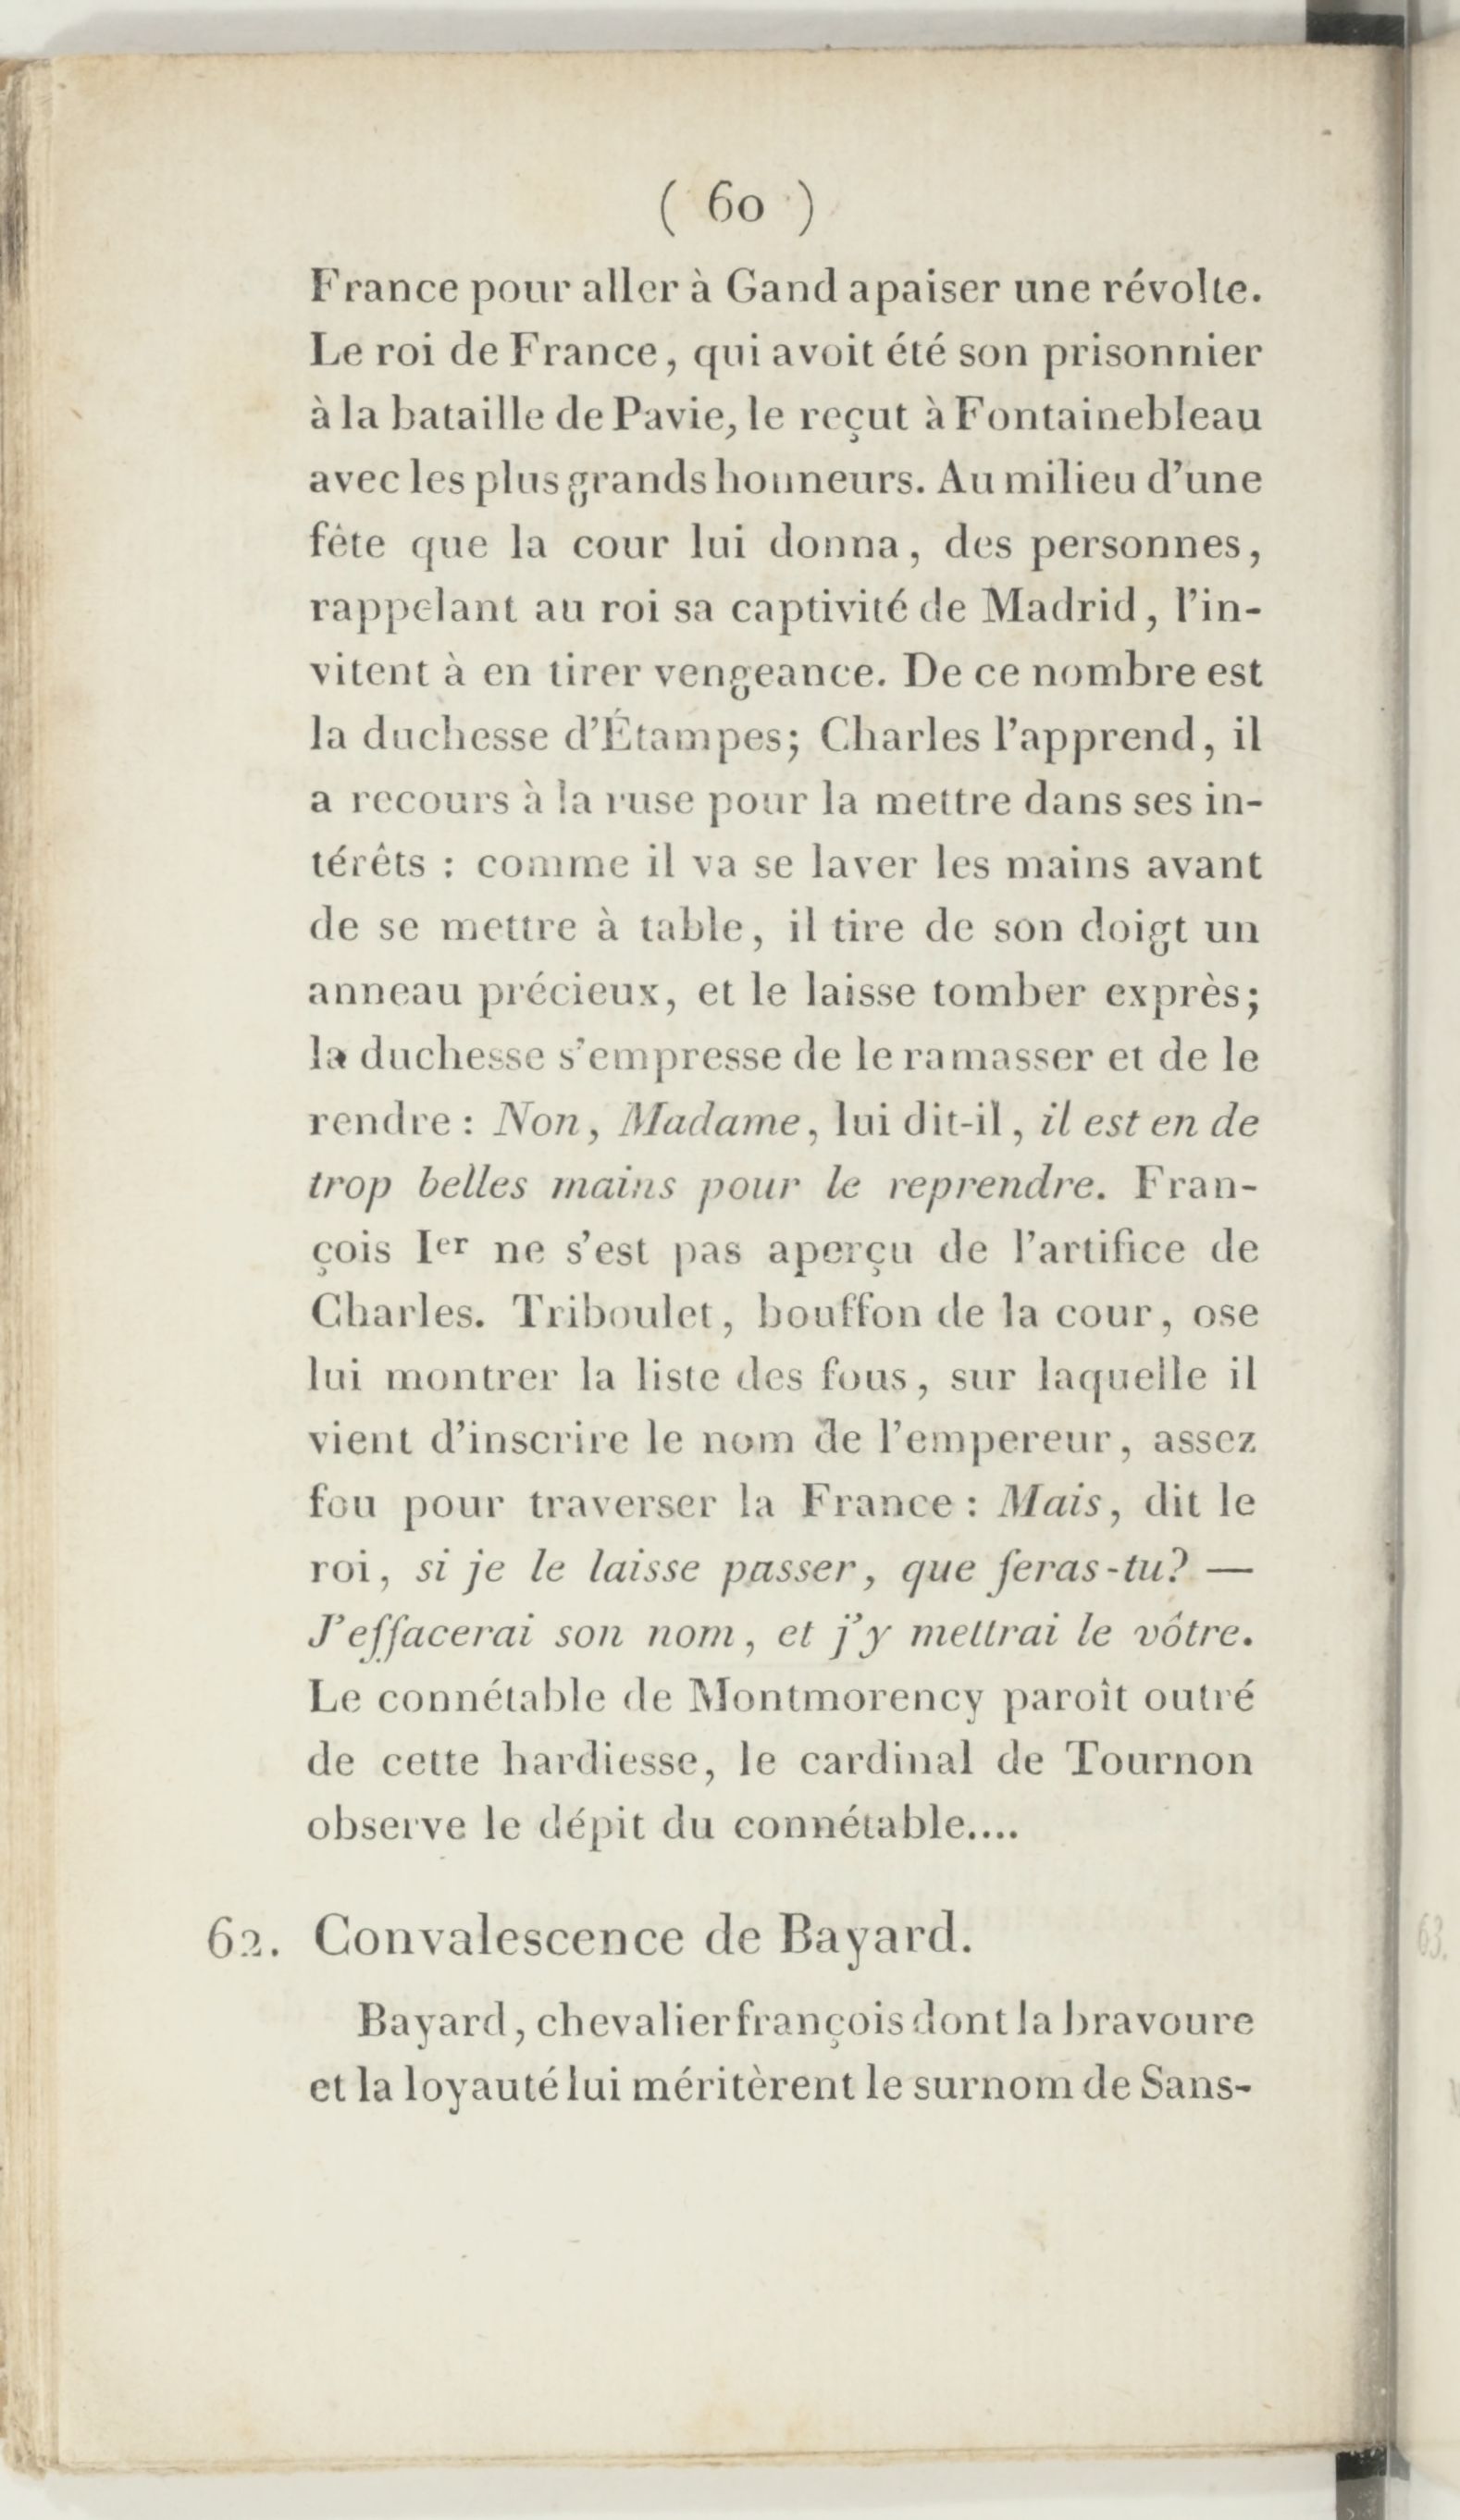 ( 60 )
France pour aller à Gand apaiser une révolte.
Le roi de France, qui avoit été son prisonnier
à la bataille de Pavie, le reçut à Fontainebleau
avec les plus grands honneurs. Au milieu d'une
fête que la cour lui donna, des personnes,
rappelant au roi sa captivité de Madrid, l'in-
vitent à en tirer vengeance. De ce nombre est
la duchesse d'Étampes; Charles l'apprend, il
a recours à la ruse pour la mettre dans ses in-
térêts : comme il va se laver les mains avant
de se mettre à table, il tire de son doigt un
anneau précieux, et le laisse tomber exprès;
la duchesse s'empresse de le ramasser et de le
rendre : Non, Madame, lui dit-il, il est en de
trop belles mains pour le reprendre. Fran-
çois Ier ne s'est pas aperçu de l'artifice de
Charles. Triboulet, bouffon de la cour, ose
lui montrer la liste des fous, sur laquelle il
vient d'inscrire le nom de l'empereur, assez
fou pour traverser la France : Mais, dit le
roi, si je le laisse passer, que feras-tu? —
J'effacerai son nom, et j'y mettrai le vôtre.
Le connétable de Montmorency paroît outré
de cette hardiesse, le cardinal de Tournon
observe le dépit du connétable....
62. Convalescence de Bayard.
Bayard, chevalier françois dont la bravoure
et la loyauté lui méritèrent le surnom de Sans-
63.